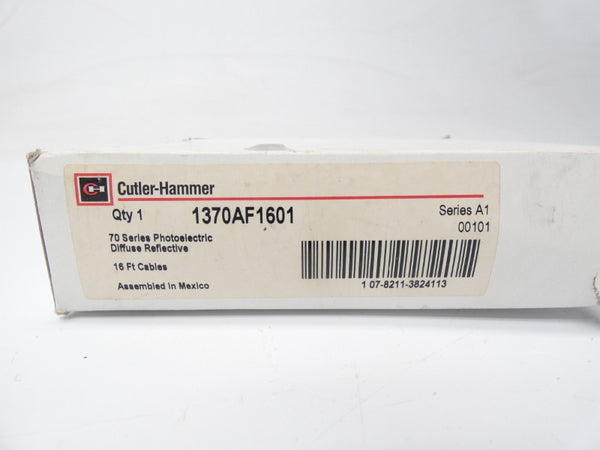 CH Cutler-Hammer
Qty 1 1370AF1601 Series A1
00101
70 Series Photoelectric
Diffuse Reflective
16 Ft Cables
Assembled in Mexico
1 07-8211-3824113